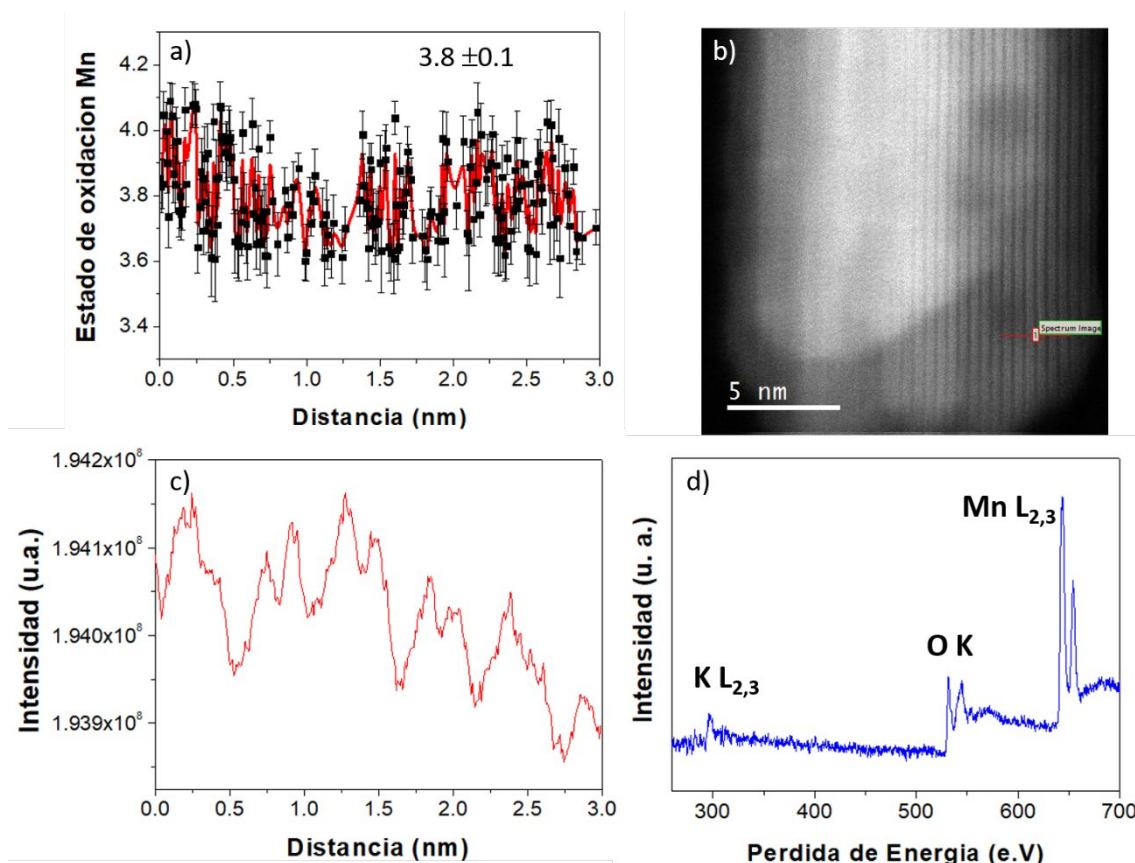 a)
3.8 ±0.1
Estado de oxidacion Mn
4.2
4.0
3.8
3.6
3.4
0.0 0.5 1.0 1.5 2.0 2.5 3.0
Distancia (nm)
b)
Spectrum Image
5 nm
c)
Intensidad (u.a.)
1.942x10⁸
1.941x10⁸
1.940x10⁸
1.939x10⁸
0.0 0.5 1.0 1.5 2.0 2.5 3.0
Distancia (nm)
d)
Intensidad (u. a.)
Mn L₂,₃
O K
K L₂,₃
300 400 500 600 700
Perdida de Energia (e.V)